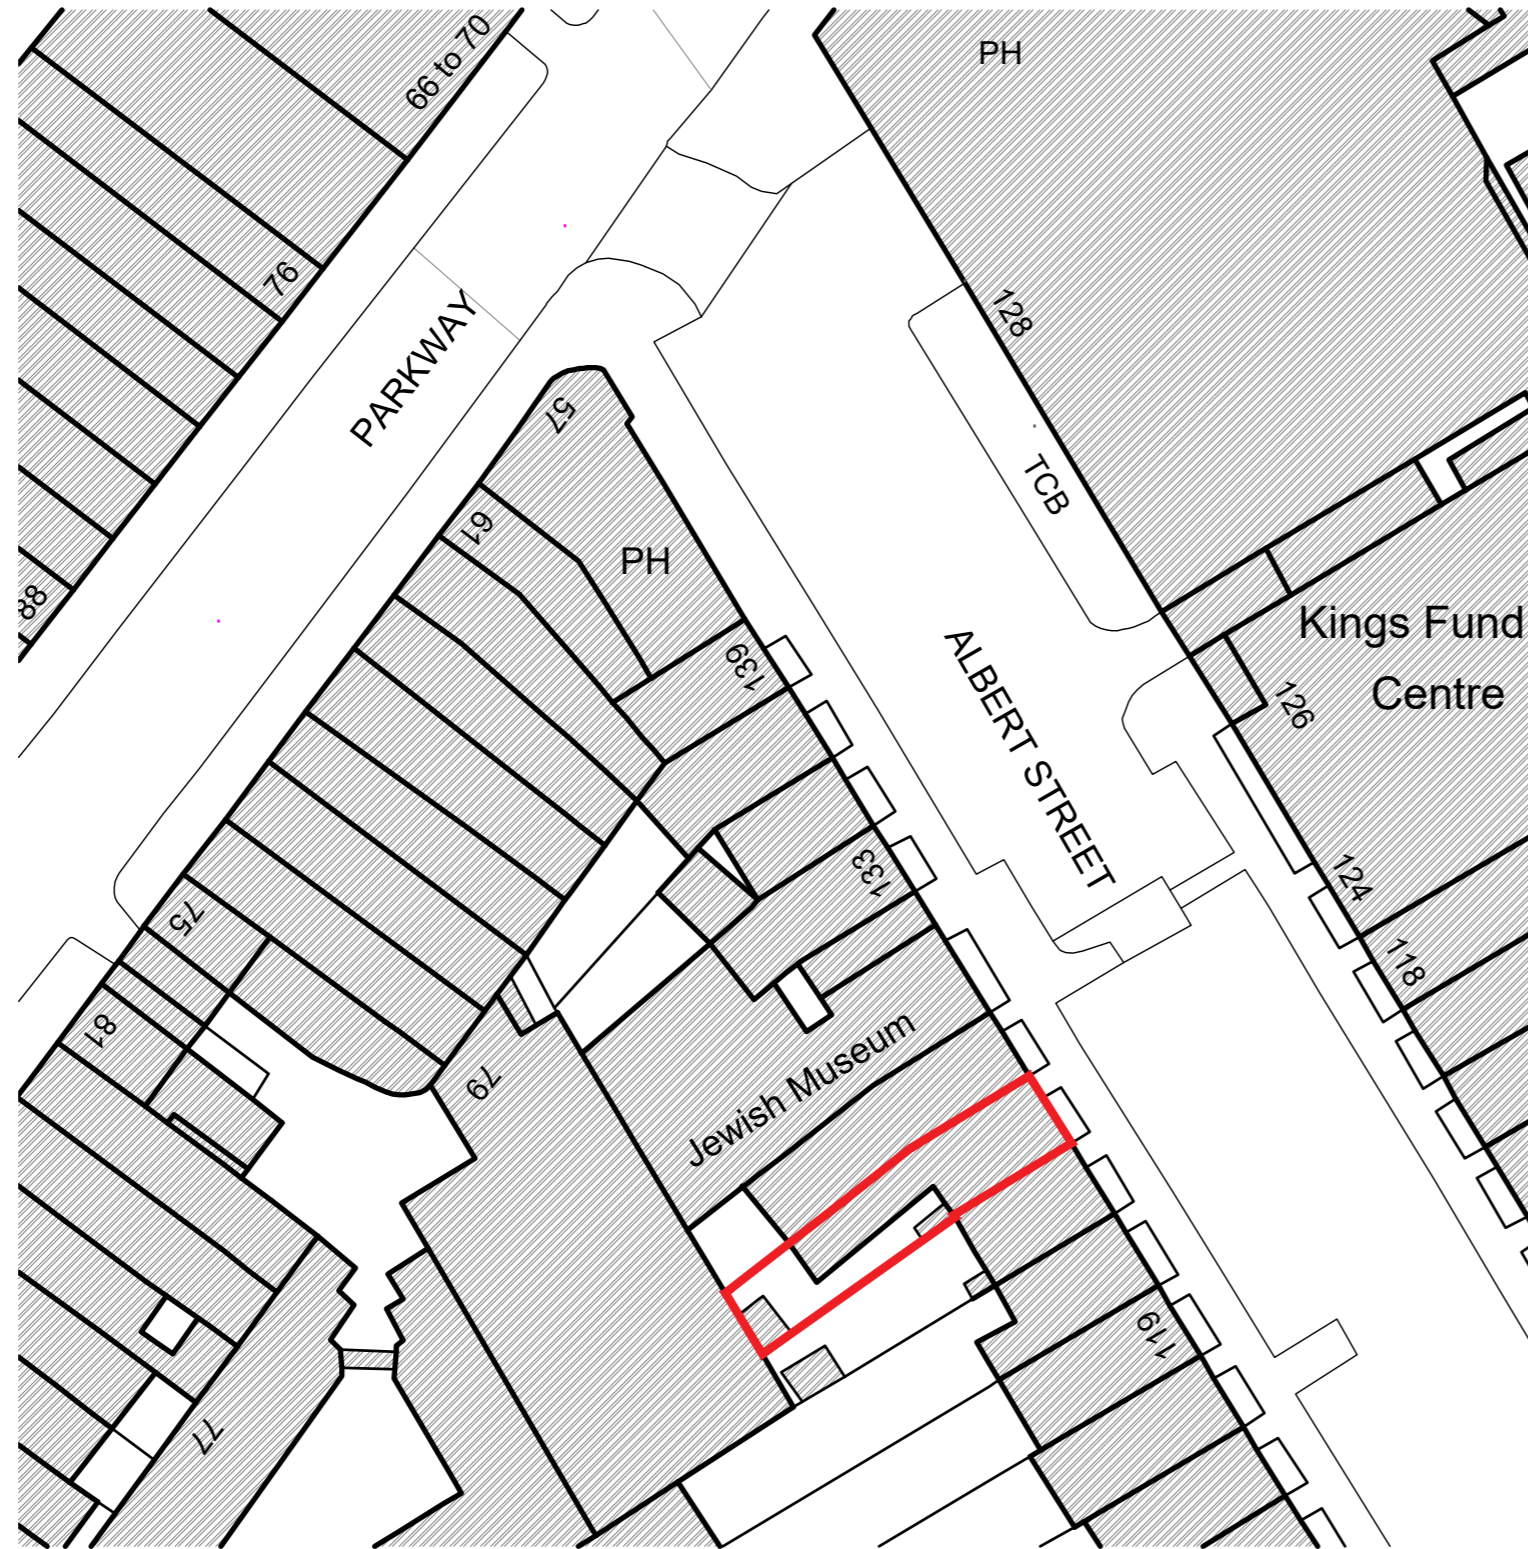 66 to 70
PH
76
PARKWAY
128
57
TCB
61
PH
88
139
ALBERT STREET
Kings Fund
Centre
126
133
124
75
118
81
79
Jewish Museum
119
77